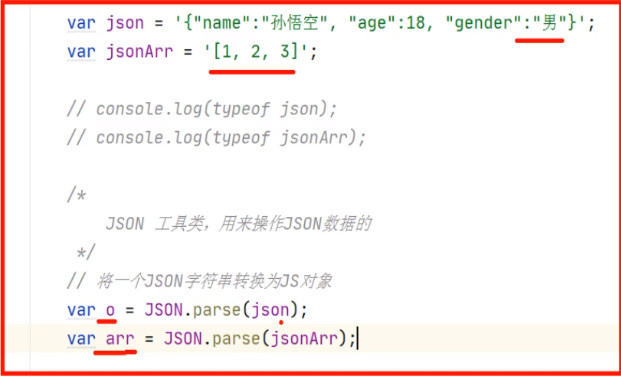 var json = '{"name":"孙悟空", "age":18, "gender":"男"}';
var jsonArr = '[1, 2, 3]';
// console.log(typeof json);
// console.log(typeof jsonArr);
/*
JSON 工具类，用来操作JSON数据的
*/
// 将一个JSON字符串转换为JS对象
var o = JSON.parse(json);
var arr = JSON.parse(jsonArr);